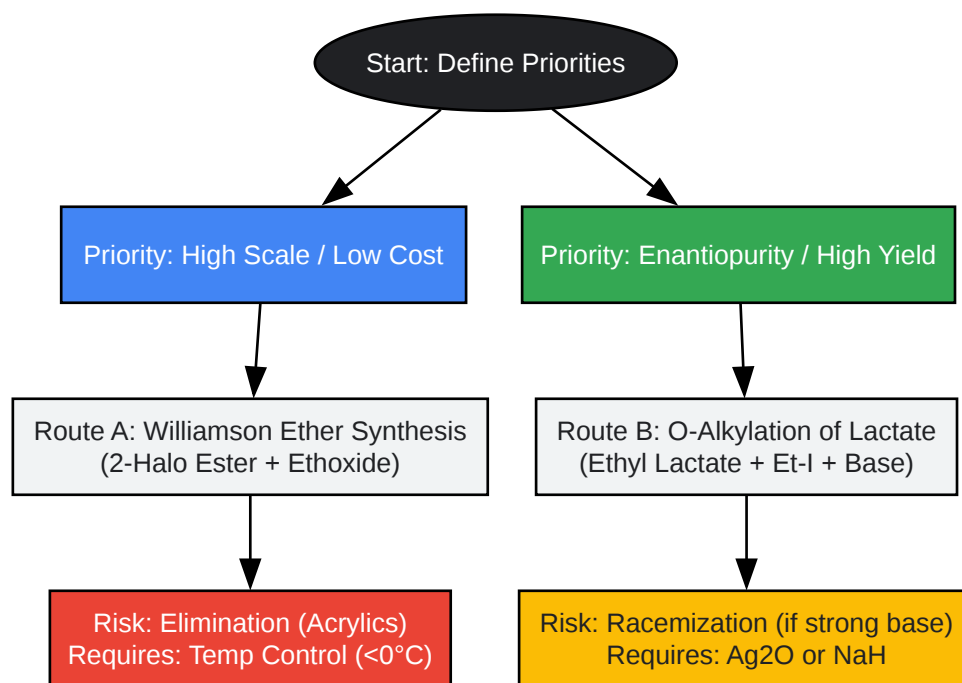 Start: Define Priorities
Priority: High Scale / Low Cost
Priority: Enantiopurity / High Yield
Route A: Williamson Ether Synthesis
(2-Halo Ester + Ethoxide)
Route B: O-Alkylation of Lactate
(Ethyl Lactate + Et-I + Base)
Risk: Elimination (Acrylics)
Requires: Temp Control (<0°C)
Risk: Racemization (if strong base)
Requires: Ag2O or NaH